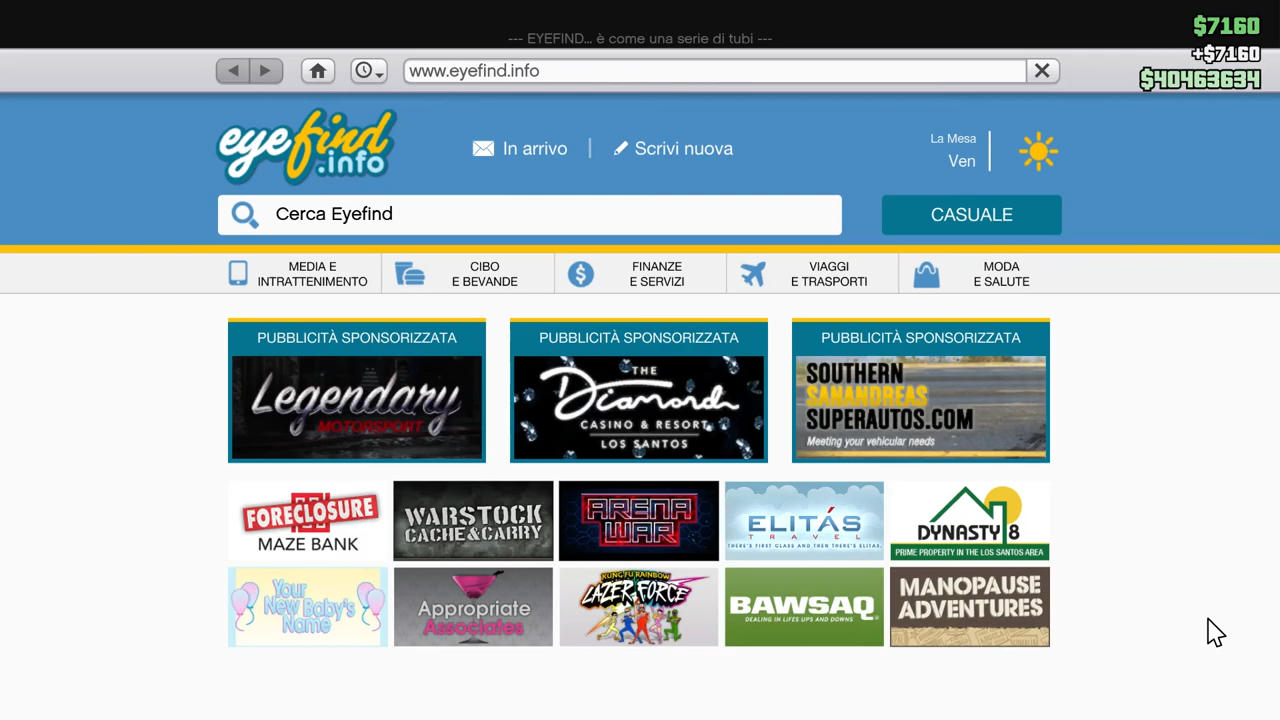 $7160
--- EYEFIND... è come una serie di tubi ---
+$7160
www.eyefind.info
$40463634
eyefind.info
In arrivo
Scrivi nuova
La Mesa
Ven
Cerca Eyefind
CASUALE
MEDIA E
INTRATTENIMENTO
CIBO
E BEVANDE
FINANZE
E SERVIZI
VIAGGI
E TRASPORTI
MODA
E SALUTE
PUBBLICITÀ SPONSORIZZATA
Legendary
MOTORSPORT
PUBBLICITÀ SPONSORIZZATA
THE
Diamond
CASINO & RESORT
LOS SANTOS
PUBBLICITÀ SPONSORIZZATA
SOUTHERN
SANANDREAS
SUPERAUTOS.COM
Meeting your vehicular needs
FORECLOSURE
MAZE BANK
WARSTOCK
CACHE&CARRY
ARENA
WAR
ELITÁS
TRAVEL
THERE'S FIRST CLASS AND THEN THERE'S ELITAS.
DYNASTY 8
PRIME PROPERTY IN THE LOS SANTOS AREA
Your
New Baby's
Name
Appropriate
Associates
KUNG FU RAINBOW
LAZER FORCE
BAWSAQ
DEALING IN LIFES UPS AND DOWNS
MANOPAUSE
ADVENTURES